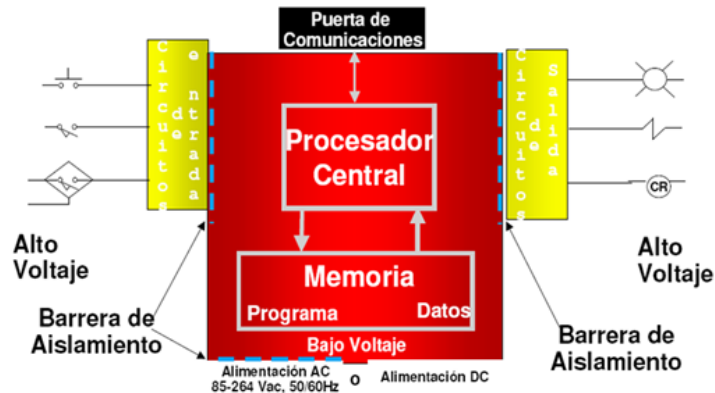 Puerta de
Comunicaciones
Circuitos
de
entrada
Procesador
Central
Circuitos
de
Salida
CR
Alto
Voltaje
Alto
Voltaje
Memoria
Programa
Datos
Barrera de
Aislamiento
Bajo Voltaje
Barrera de
Aislamiento
Alimentación AC
85-264 Vac, 50/60Hz
o
Alimentación DC